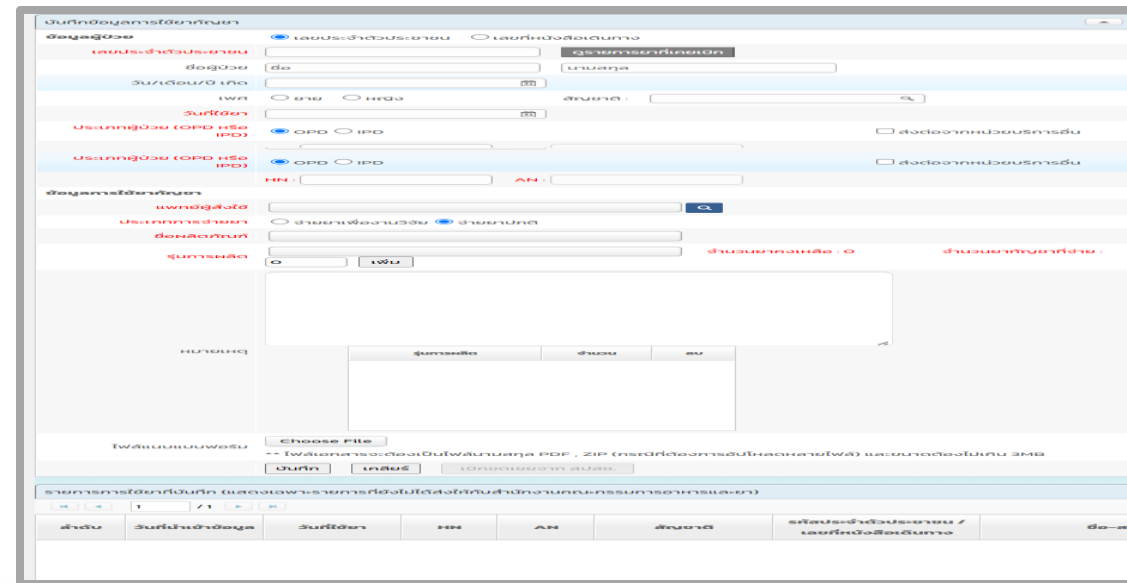 บันทึกข้อมูลการใช้ยากัญยา
ข้อมูลผู้ป่วย เลขประจำตัวประชาชน เลขที่หนังสือเดินทาง
เลขประจำตัวประชาชน ดูรายการยาที่เคยเบิก
ชื่อผู้ป่วย ชื่อ นามสกุล
วัน/เดือน/ปี เกิด
เพศ ชาย หญิง สัญชาติ :
วันที่ใช้ยา
ประเภทผู้ป่วย (OPD หรือ IPD) OPD IPD ส่งต่อจากหน่วยบริการอื่น
ประเภทผู้ป่วย (OPD หรือ IPD) OPD IPD ส่งต่อจากหน่วยบริการอื่น
HN : AN :
ข้อมูลการใช้ยากัญยา
แพทย์ผู้สั่งใช้
ประเภทการจ่ายยา จ่ายยาเพื่องานวิจัย จ่ายยาปกติ
ชื่อผลิตภัณฑ์
รุ่นการผลิต จำนวนยาคงเหลือ : 0 จำนวนยากัญยาที่จ่าย :
0 เพิ่ม
หมายเหตุ
รุ่นการผลิต จำนวน ลบ
ไฟล์แนบแบบฟอร์ม Choose File
** ไฟล์เอกสารจะต้องเป็นไฟล์นามสกุล PDF , ZIP (กรณีที่ต้องการอัปโหลดหลายไฟล์) และขนาดต้องไม่เกิน 3MB
บันทึก เคลียร์ เบิกชดเชยจาก สปสช.
รายการการใช้ยาที่บันทึก (แสดงเฉพาะรายการที่ยังไม่ได้ส่งให้กับสำนักงานคณะกรรมการอาหารและยา)
1 / 1
ลำดับ วันที่นำเข้าข้อมูล วันที่ใช้ยา HN AN สัญชาติ รหัสประจำตัวประชาชน / เลขที่หนังสือเดินทาง ชื่อ-ส